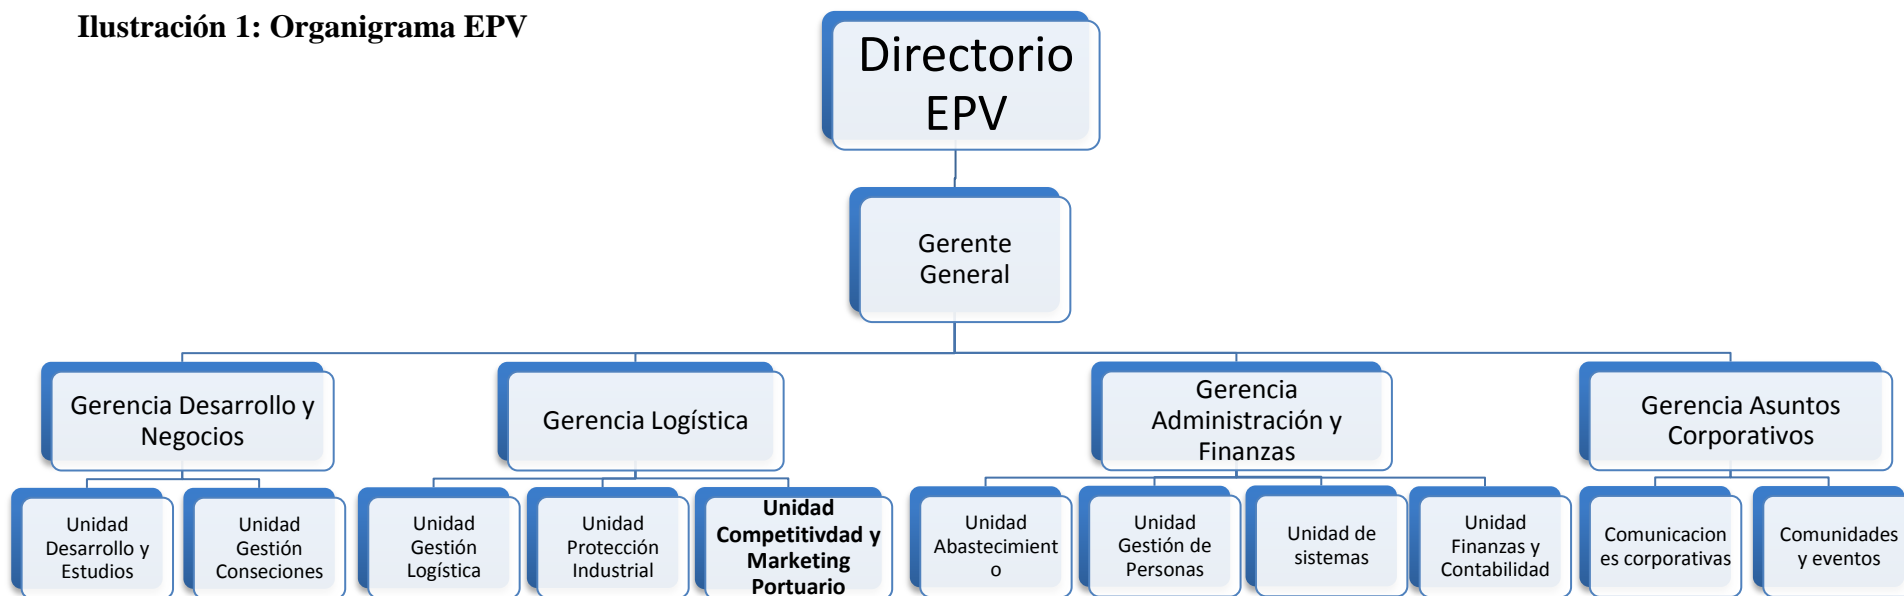 Ilustración 1: Organigrama EPV
Directorio
EPV
Gerente
General
Gerencia Desarrollo y
Negocios
Gerencia Logística
Gerencia
Administración y
Finanzas
Gerencia Asuntos
Corporativos
Unidad
Desarrollo y
Estudios
Unidad
Gestión
Conseciones
Unidad
Gestión
Logística
Unidad
Protección
Industrial
Unidad
Competitivdad y
Marketing
Portuario
Unidad
Abastecimient
o
Unidad
Gestión de
Personas
Unidad de
sistemas
Unidad
Finanzas y
Contabilidad
Comunicacion
es corporativas
Comunidades
y eventos